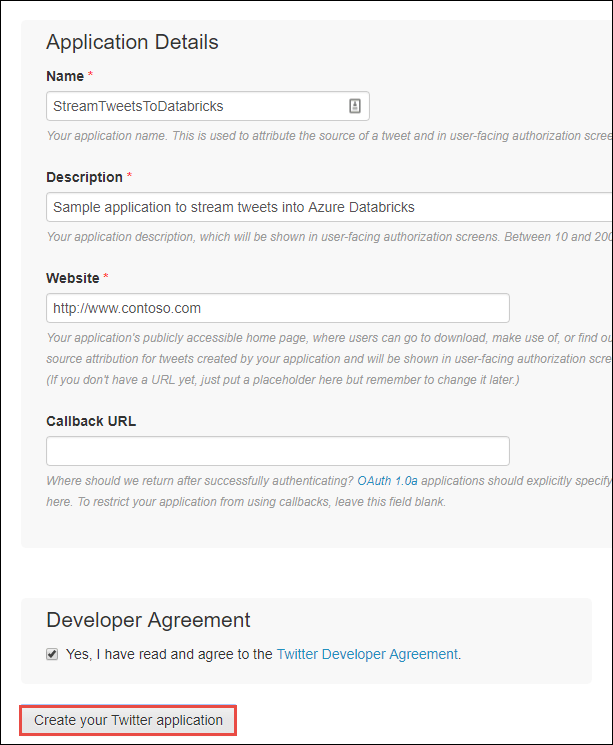 Application Details
Name *
StreamTweetsToDatabricks
Your application name. This is used to attribute the source of a tweet and in user-facing authorization scree
Description *
Sample application to stream tweets into Azure Databricks
Your application description, which will be shown in user-facing authorization screens. Between 10 and 200
Website *
http://www.contoso.com
Your application's publicly accessible home page, where users can go to download, make use of, or find ou
source attribution for tweets created by your application and will be shown in user-facing authorization scree
(If you don't have a URL yet, just put a placeholder here but remember to change it later.)
Callback URL
Where should we return after successfully authenticating? OAuth 1.0a applications should explicitly specify
here. To restrict your application from using callbacks, leave this field blank.
Developer Agreement
Yes, I have read and agree to the Twitter Developer Agreement.
Create your Twitter application